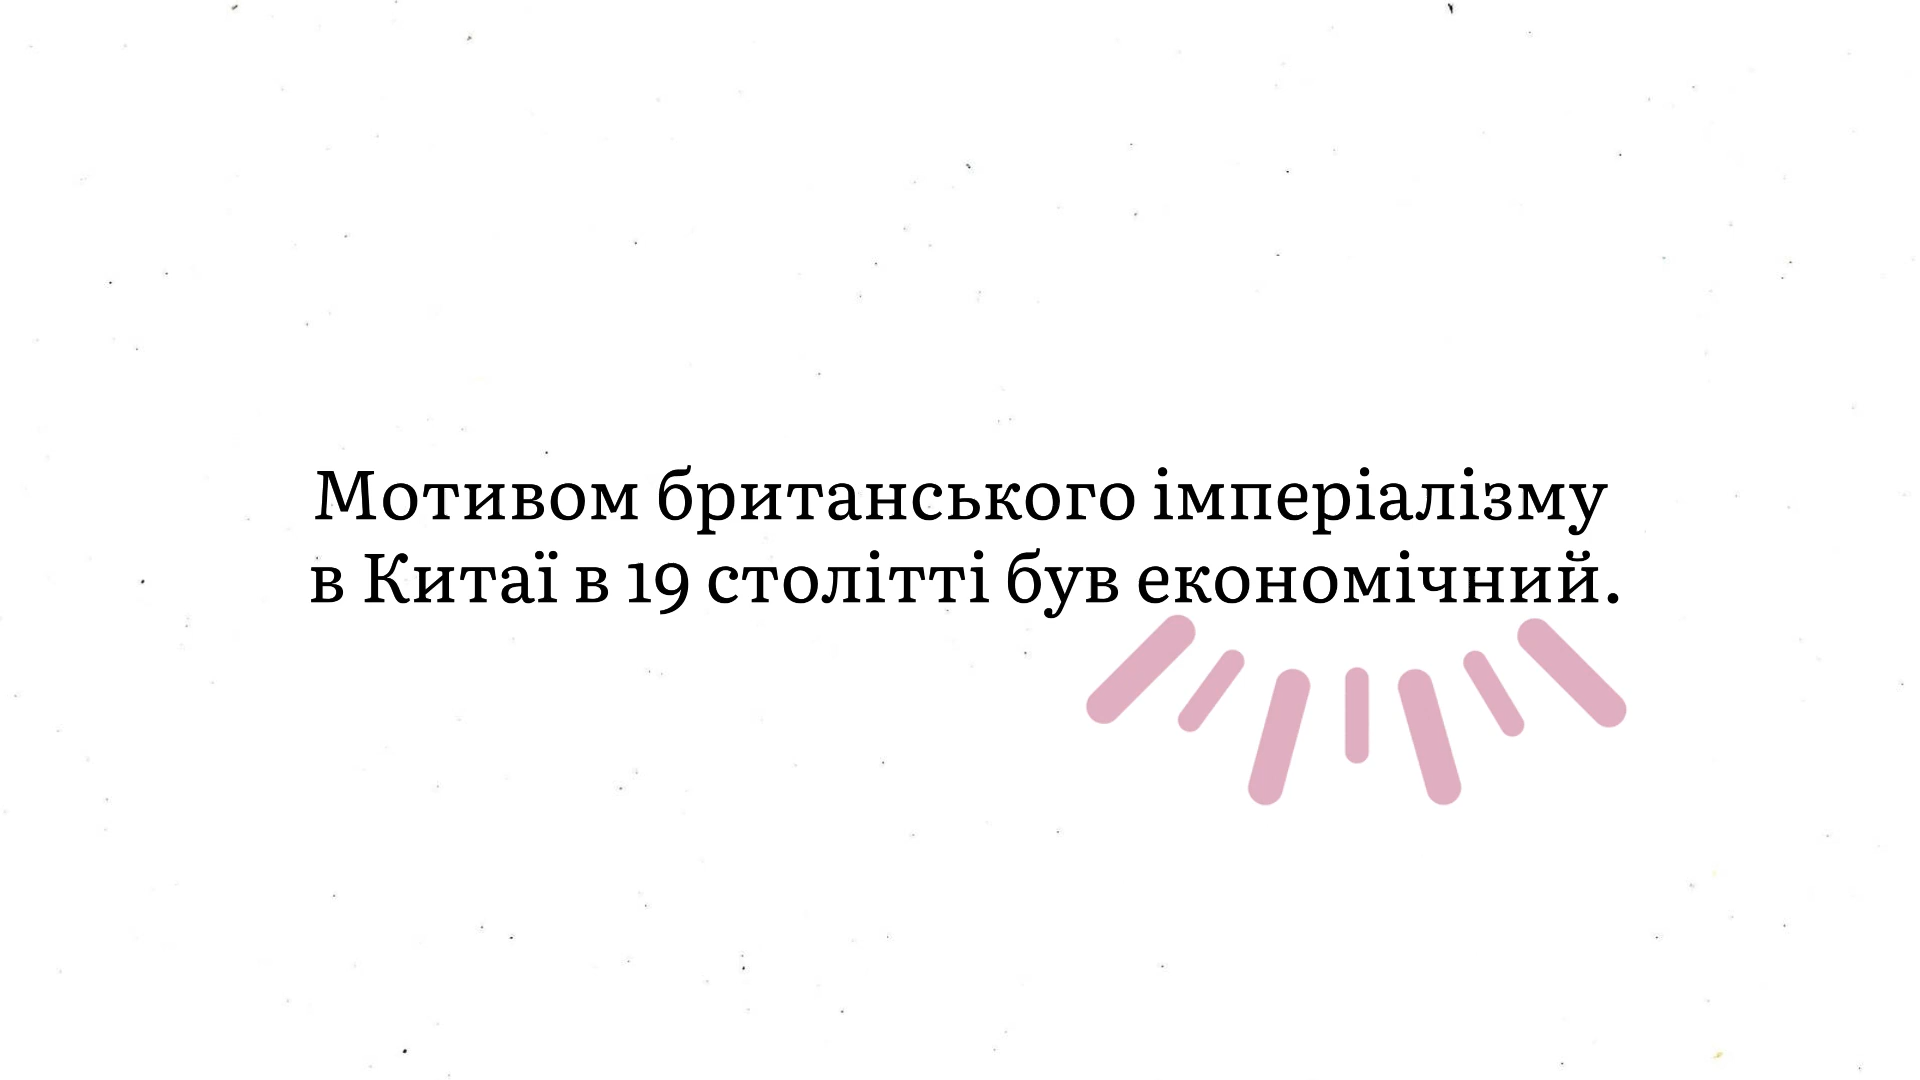 Мотивом британського імперіалізму
в Китаї в 19 столітті був економічний.